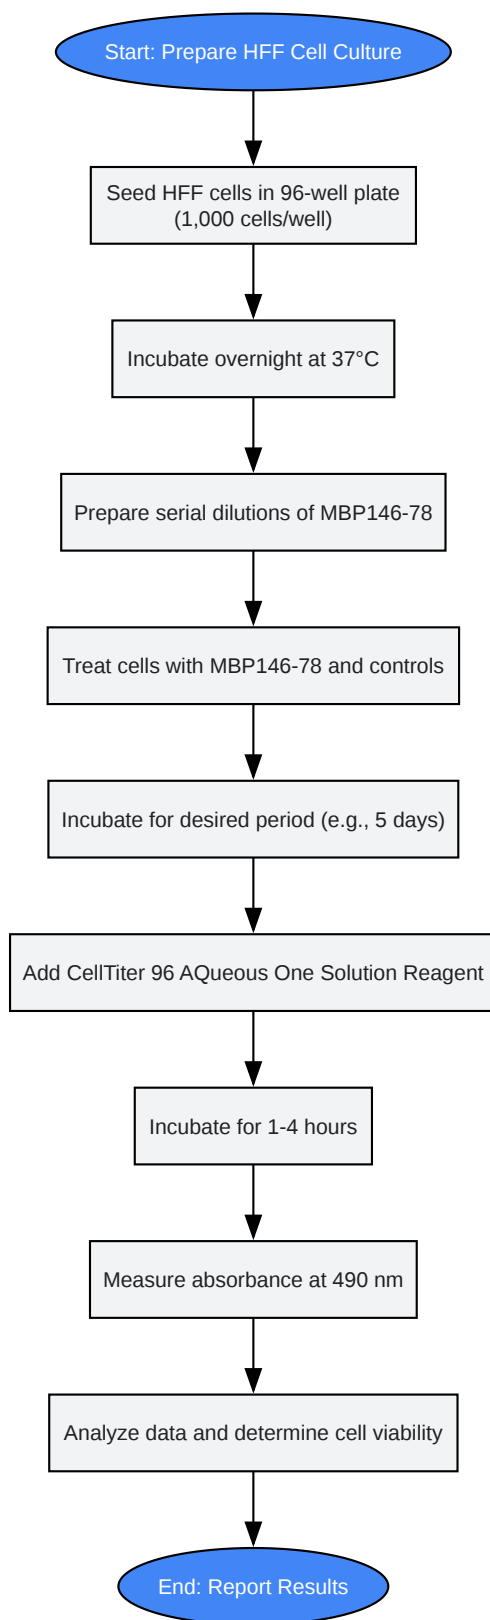 Start: Prepare HFF Cell Culture
Seed HFF cells in 96-well plate
(1,000 cells/well)
Incubate overnight at 37°C
Prepare serial dilutions of MBP146-78
Treat cells with MBP146-78 and controls
Incubate for desired period (e.g., 5 days)
Add CellTiter 96 AQueous One Solution Reagent
Incubate for 1-4 hours
Measure absorbance at 490 nm
Analyze data and determine cell viability
End: Report Results